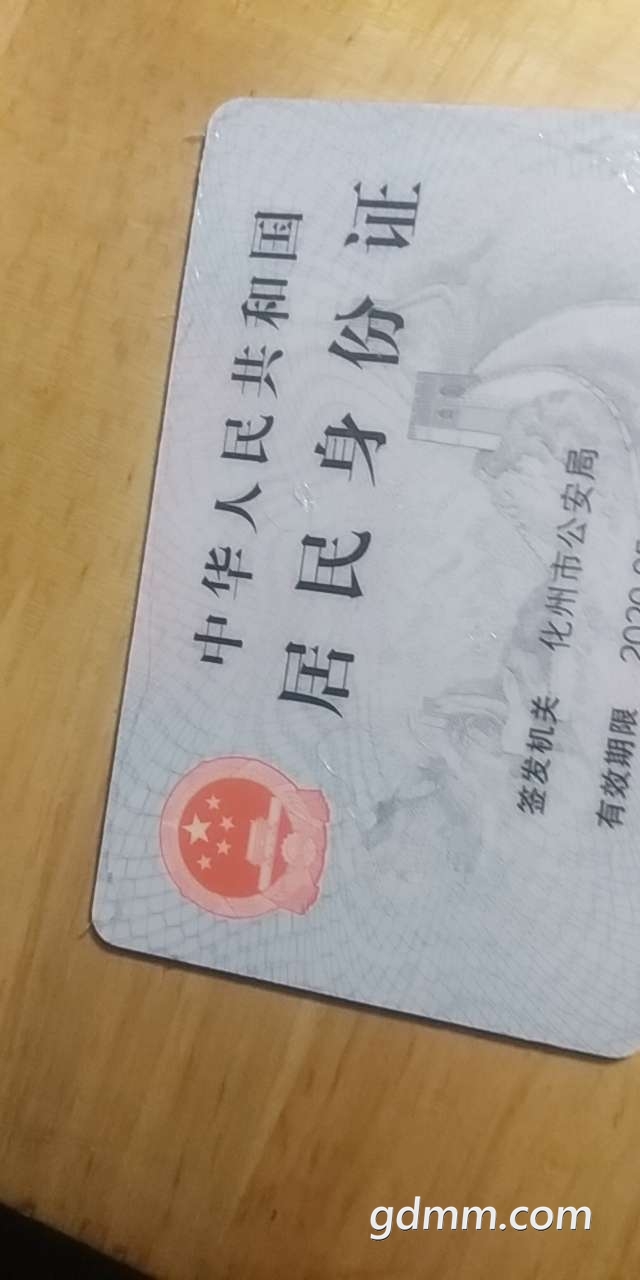 中华人民共和国
居民身份证
签发机关 化州市公安局
有效期限 2020.05
gdmm.com